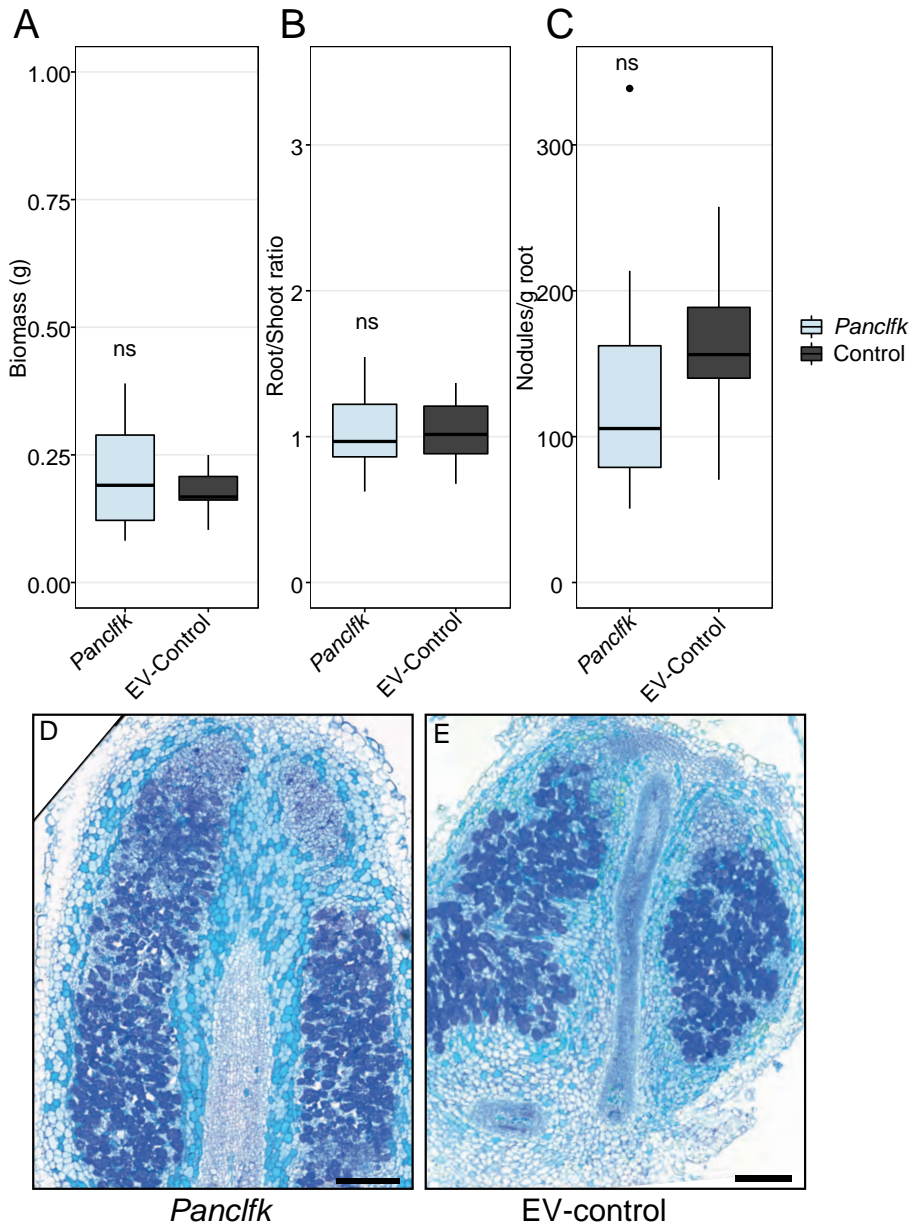 A
B
C
1.00
0.75
0.50
0.25
0.00
Biomass (g)
ns
Panclfk
EV-Control
3
2
1
0
Root/Shoot ratio
ns
Panclfk
EV-Control
300
200
100
0
Nodules/g root
ns
Panclfk
EV-Control
Panclfk
Control
D
E
Panclfk
EV-control